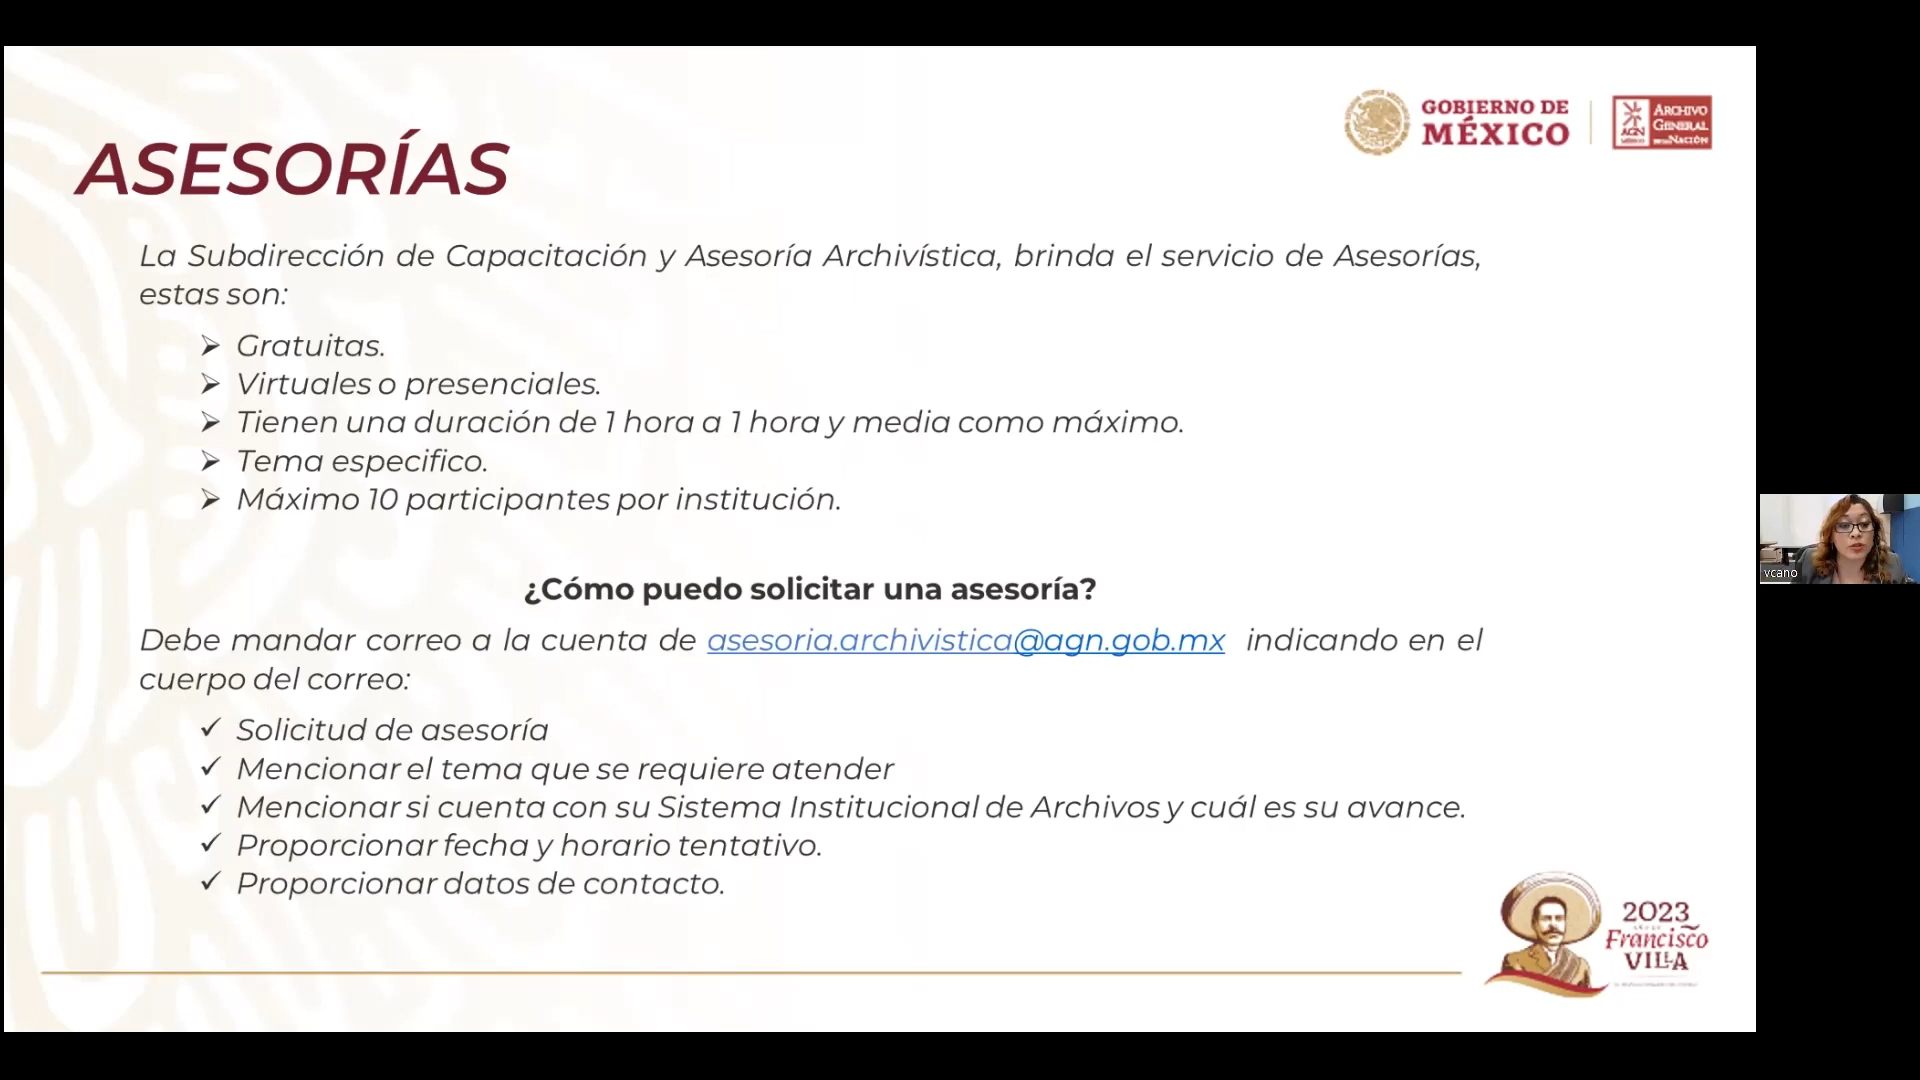 GOBIERNO DE
MÉXICO
AGN
MÉXICO
ARCHIVO
GENERAL
DE LA NACIÓN
ASESORÍAS
La Subdirección de Capacitación y Asesoría Archivística, brinda el servicio de Asesorías,
estas son:
➢ Gratuitas.
➢ Virtuales o presenciales.
➢ Tienen una duración de 1 hora a 1 hora y media como máximo.
➢ Tema especifico.
➢ Máximo 10 participantes por institución.
¿Cómo puedo solicitar una asesoría?
Debe mandar correo a la cuenta de asesoria.archivistica@agn.gob.mx indicando en el
cuerpo del correo:
✓ Solicitud de asesoría
✓ Mencionar el tema que se requiere atender
✓ Mencionar si cuenta con su Sistema Institucional de Archivos y cuál es su avance.
✓ Proporcionar fecha y horario tentativo.
✓ Proporcionar datos de contacto.
2023
Francisco
VILLA
vcano